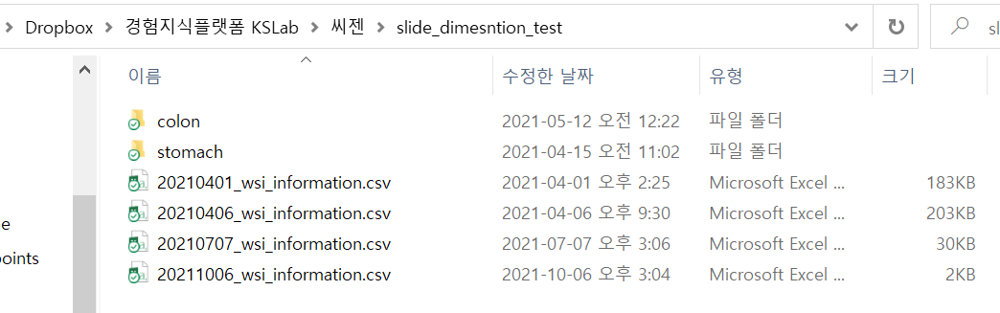 Dropbox > 경험지식플랫폼 KSLab > 씨젠 > slide_dimesntion_test sl
이름 수정한 날짜 유형 크기
colon 2021-05-12 오전 12:22 파일 폴더
stomach 2021-04-15 오전 11:02 파일 폴더
20210401_wsi_information.csv 2021-04-01 오후 2:25 Microsoft Excel ... 183KB
20210406_wsi_information.csv 2021-04-06 오후 9:30 Microsoft Excel ... 203KB
e
20210707_wsi_information.csv 2021-07-07 오후 3:06 Microsoft Excel ... 30KB
oints
20211006_wsi_information.csv 2021-10-06 오후 3:04 Microsoft Excel ... 2KB